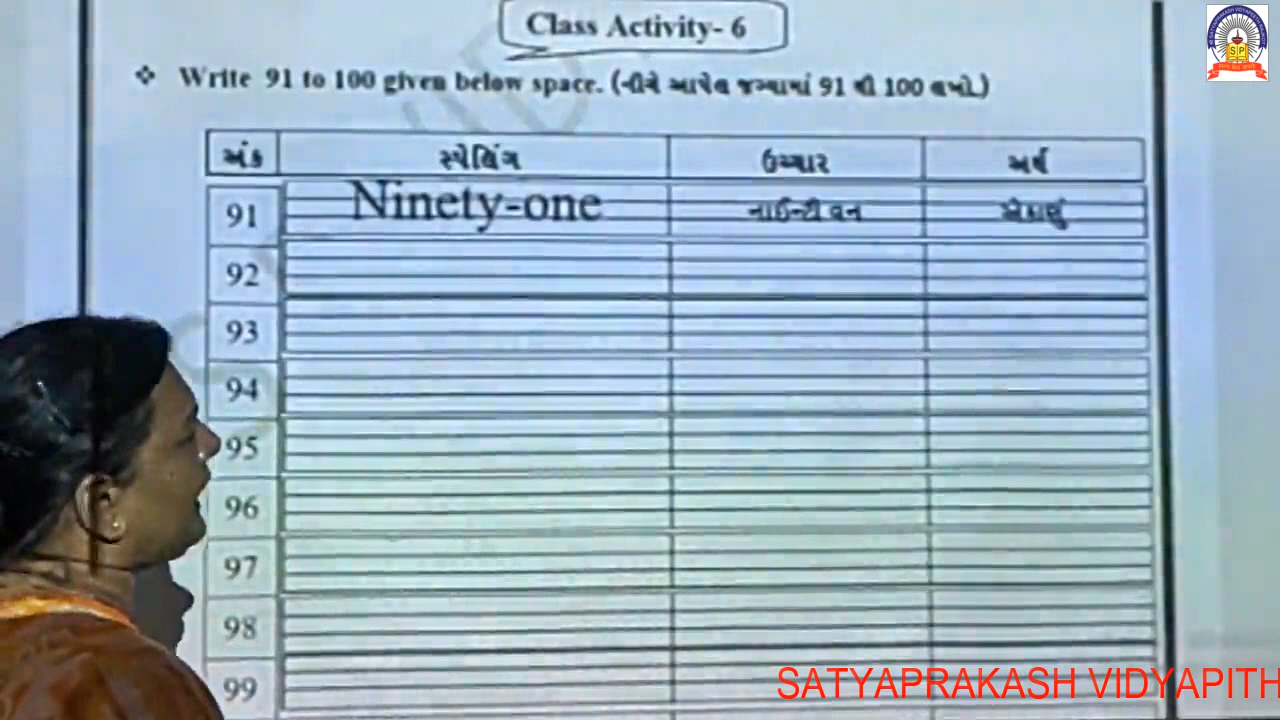 Class Activity- 6
❖ Write 91 to 100 given below space. (નીચે આપેલ જગ્યામાં 91 થી 100 લખો.)
અંક સ્પેલિંગ ઉચ્ચાર અર્થ
91 Ninety-one નાઈન્ટી વન એકાણું
92
93
94
95
96
97
98
99
SP
SATYAPRAKASH VIDYAPITH